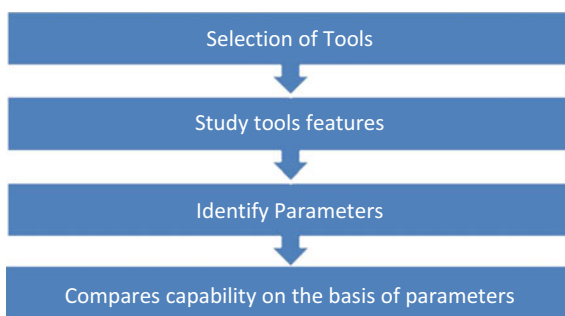 Selection of Tools
Study tools features
Identify Parameters
Compares capability on the basis of parameters